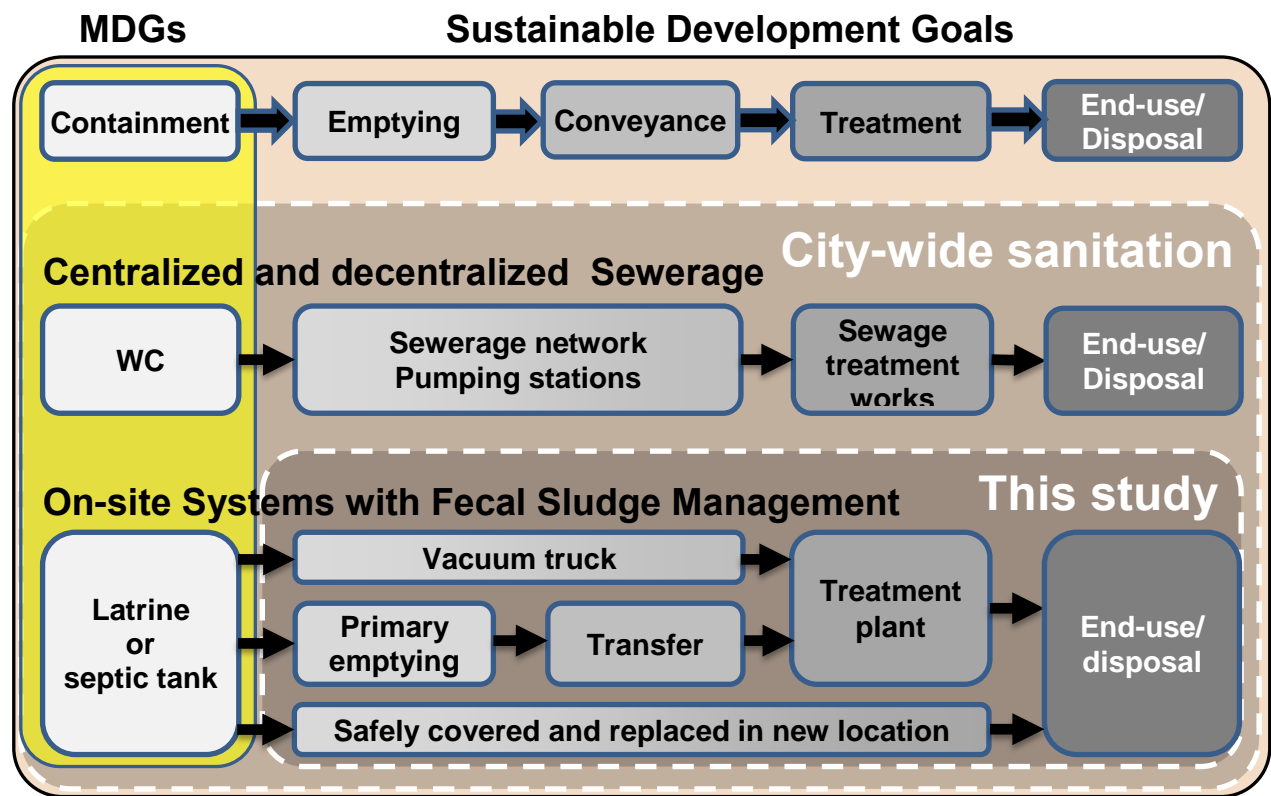 MDGs
Sustainable Development Goals
Containment
Emptying
Conveyance
Treatment
End-use/
Disposal
City-wide sanitation
Centralized and decentralized Sewerage
WC
Sewerage network
Pumping stations
Sewage
treatment
works
End-use/
Disposal
This study
On-site Systems with Fecal Sludge Management
Latrine
or
septic tank
Vacuum truck
Primary
emptying
Transfer
Treatment
plant
End-use/
disposal
Safely covered and replaced in new location